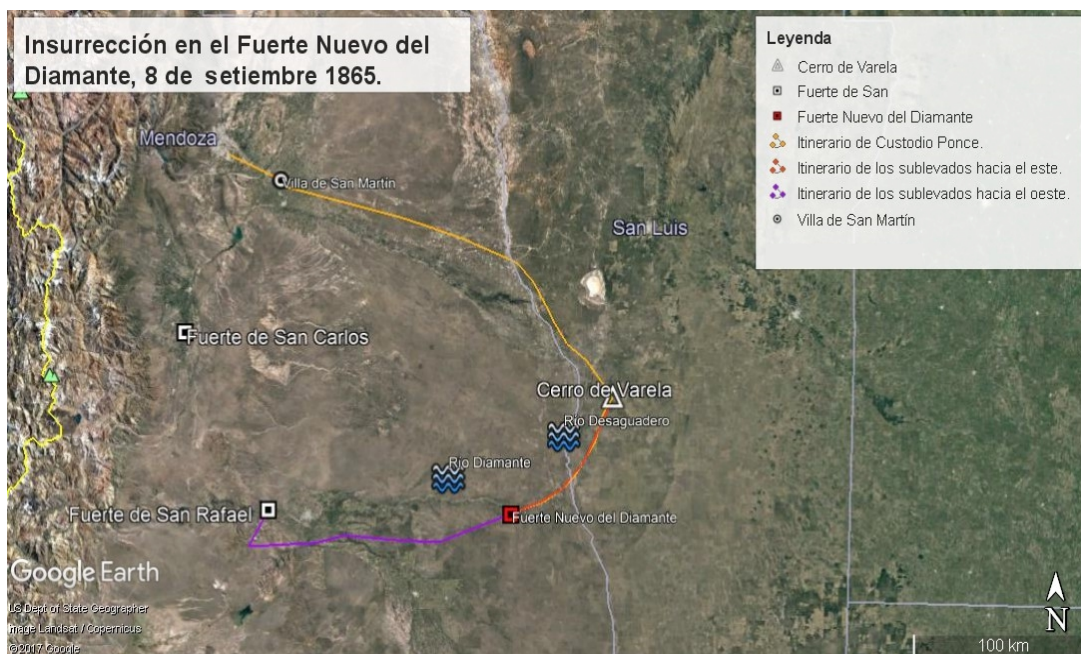 Insurrección en el Fuerte Nuevo del
Diamante, 8 de setiembre 1865.
Leyenda
Cerro de Varela
Fuerte de San
Fuerte Nuevo del Diamante
Itinerario de Custodio Ponce.
Itinerario de los sublevados hacia el este.
Itinerario de los sublevados hacia el oeste.
Villa de San Martín
Mendoza
Villa de San Martín
San Luis
Fuerte de San Carlos
Cerro de Varela
Río Desaguadero
Río Diamante
Fuerte de San Rafael
Fuerte Nuevo del Diamante
Google Earth
US Dept of State Geographer
Image Landsat / Copernicus
©2017 Google
N
100 km